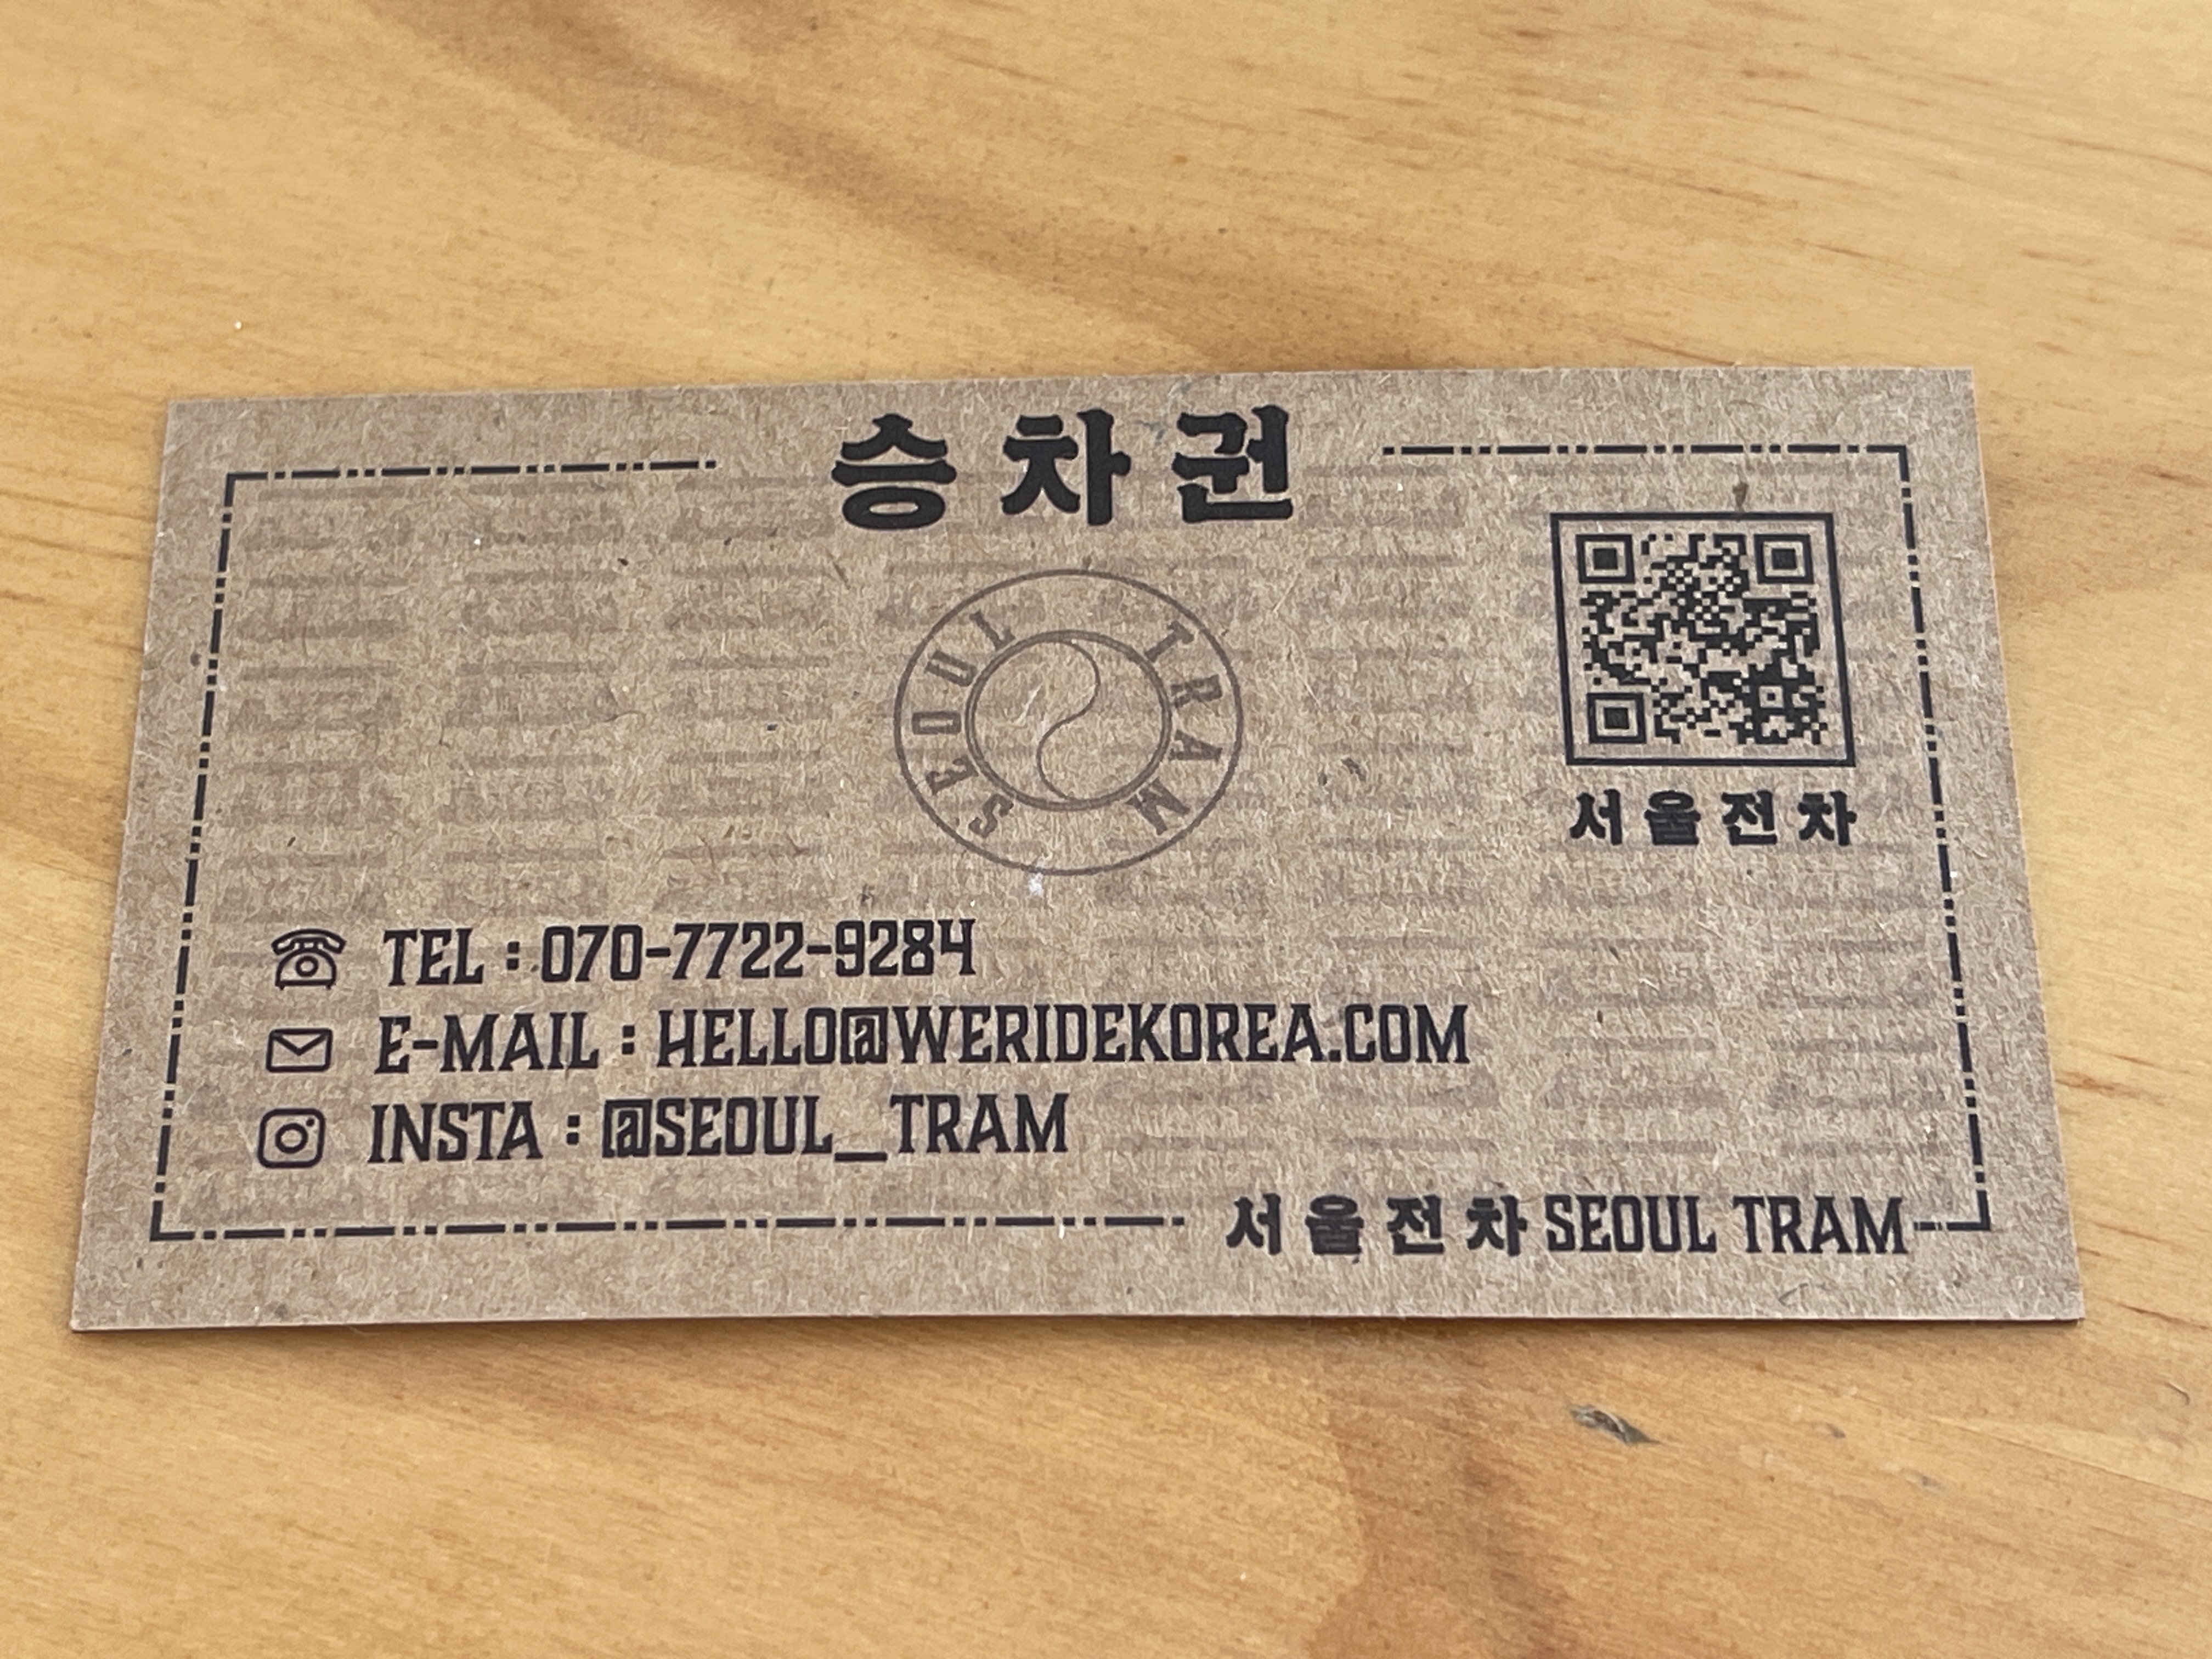 승차권
SEOUL TRAM
서울전차
TEL : 070-7722-9284
E-MAIL : HELLO@WERIDEKOREA.COM
INSTA : @SEOUL_TRAM
서울전차 SEOUL TRAM